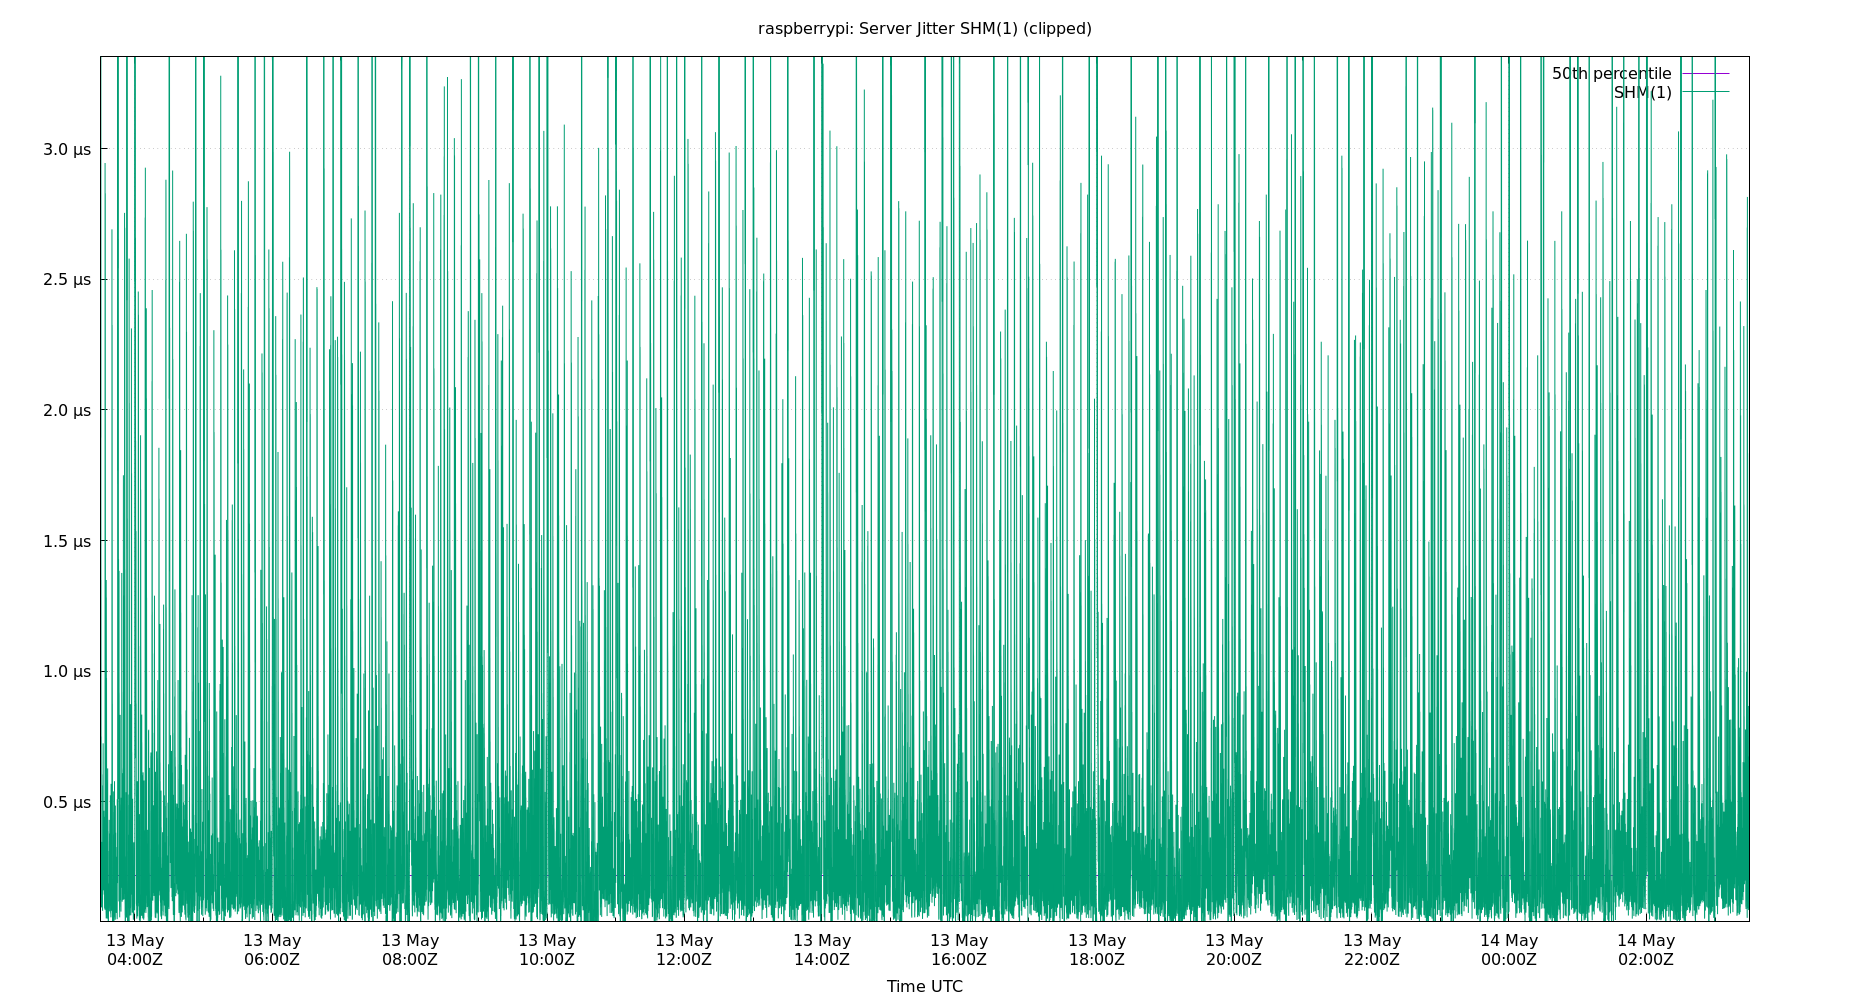 raspberrypi: Server Jitter SHM(1) (clipped)
50th percentile
SHM(1)
3.0 µs
2.5 µs
2.0 µs
1.5 µs
1.0 µs
0.5 µs
13 May 13 May 13 May 13 May 13 May 13 May 13 May 13 May 13 May 13 May 14 May 14 May
04:00Z 06:00Z 08:00Z 10:00Z 12:00Z 14:00Z 16:00Z 18:00Z 20:00Z 22:00Z 00:00Z 02:00Z
Time UTC